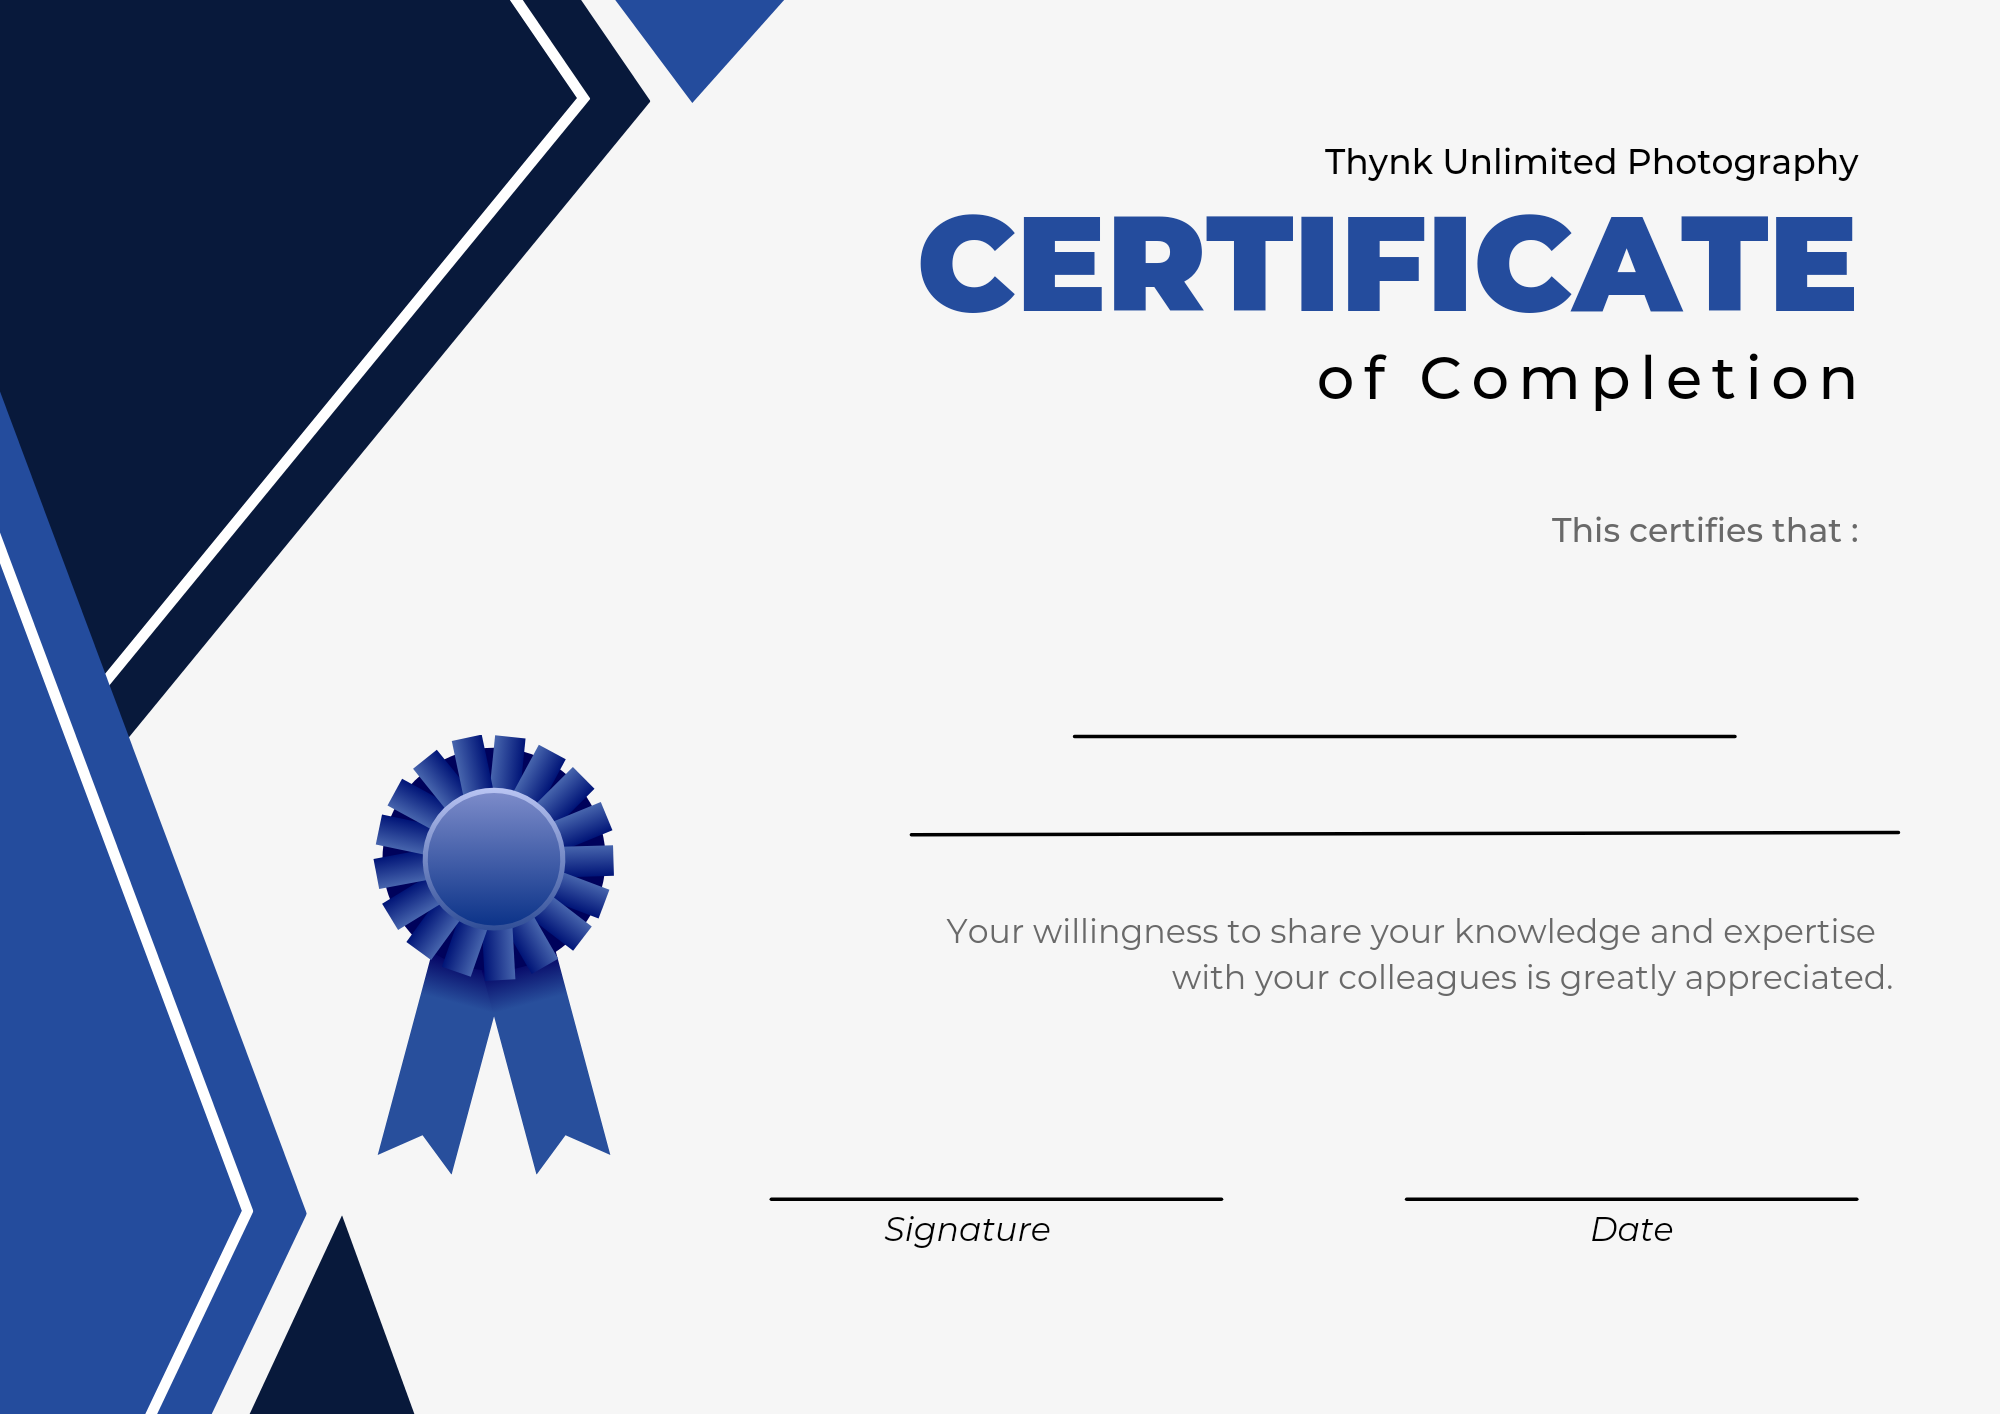 Thynk Unlimited Photography
CERTIFICATE
of Completion
This certifies that :
Your willingness to share your knowledge and expertise
with your colleagues is greatly appreciated.
Signature
Date